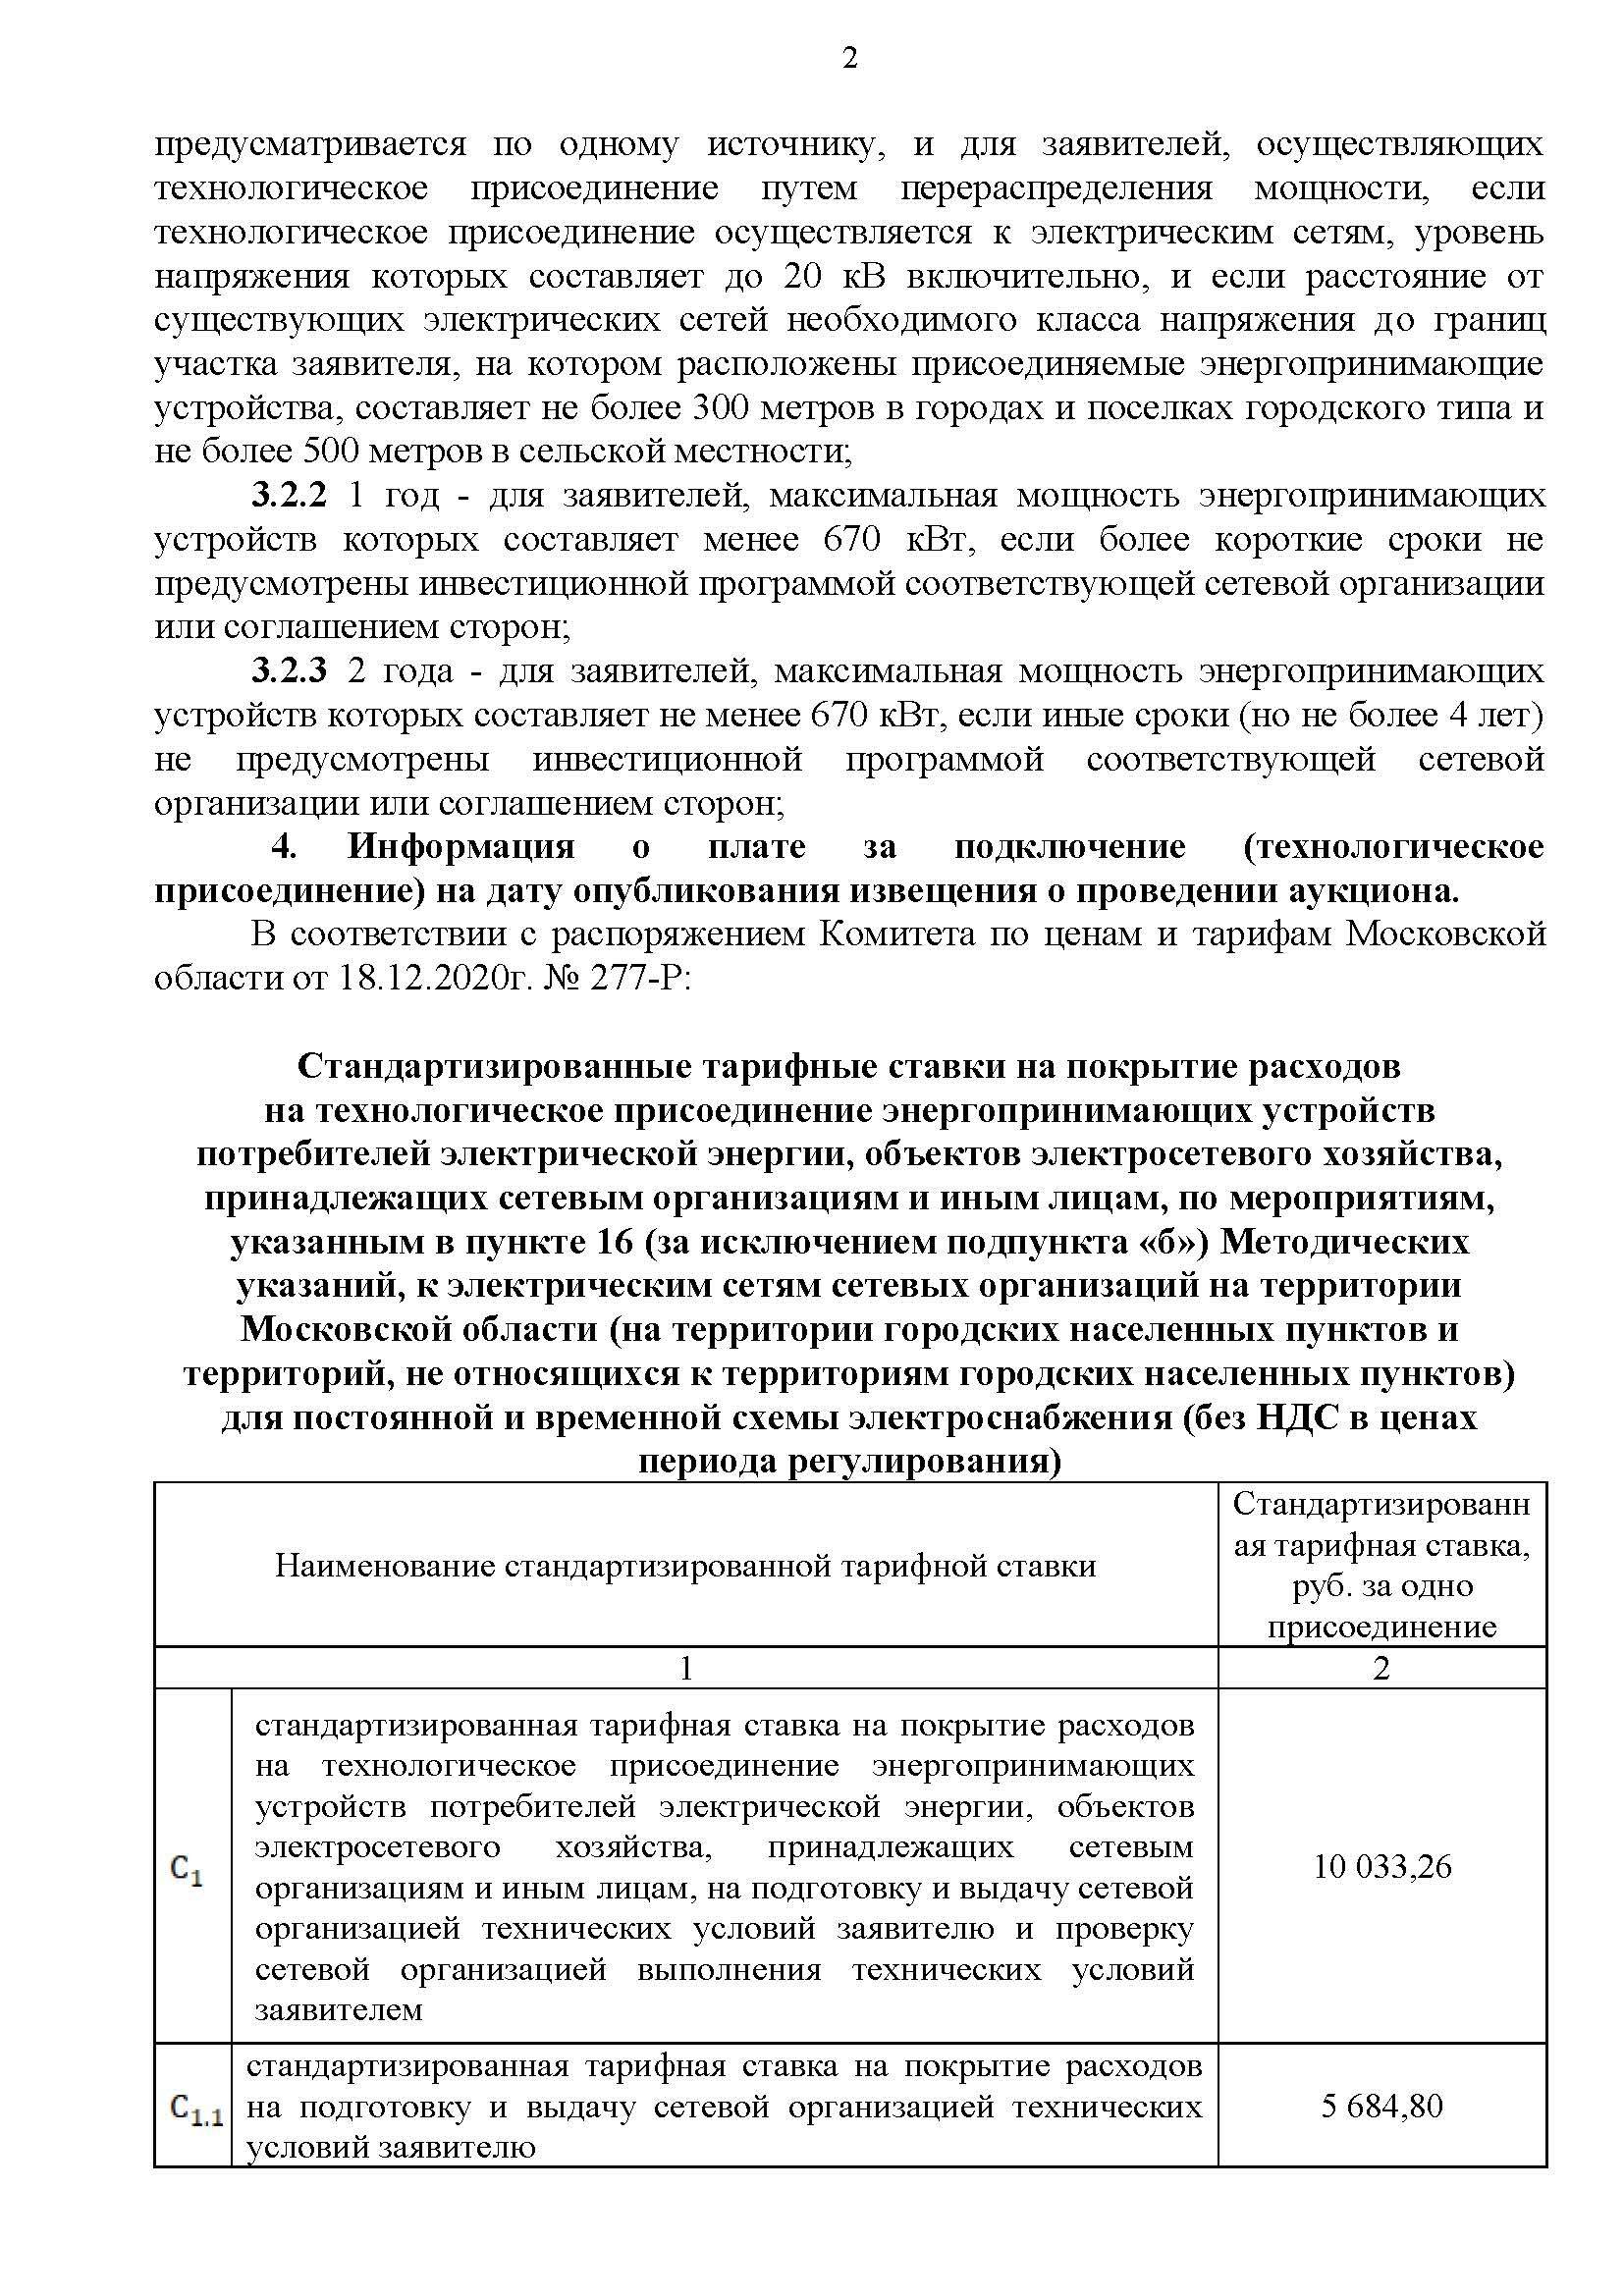 2
предусматривается по одному источнику, и для заявителей, осуществляющих
технологическое присоединение путем перераспределения мощности, если
технологическое присоединение осуществляется к электрическим сетям, уровень
напряжения которых составляет до 20 кВ включительно, и если расстояние от
существующих электрических сетей необходимого класса напряжения до границ
участка заявителя, на котором расположены присоединяемые энергопринимающие
устройства, составляет не более 300 метров в городах и поселках городского типа и
не более 500 метров в сельской местности;
3.2.2 1 год - для заявителей, максимальная мощность энергопринимающих
устройств которых составляет менее 670 кВт, если более короткие сроки не
предусмотрены инвестиционной программой соответствующей сетевой организации
или соглашением сторон;
3.2.3 2 года - для заявителей, максимальная мощность энергопринимающих
устройств которых составляет не менее 670 кВт, если иные сроки (но не более 4 лет)
не предусмотрены инвестиционной программой соответствующей сетевой
организации или соглашением сторон;
4. Информация о плате за подключение (технологическое
присоединение) на дату опубликования извещения о проведении аукциона.
В соответствии с распоряжением Комитета по ценам и тарифам Московской
области от 18.12.2020г. № 277-Р:
Стандартизированные тарифные ставки на покрытие расходов
на технологическое присоединение энергопринимающих устройств
потребителей электрической энергии, объектов электросетевого хозяйства,
принадлежащих сетевым организациям и иным лицам, по мероприятиям,
указанным в пункте 16 (за исключением подпункта «б») Методических
указаний, к электрическим сетям сетевых организаций на территории
Московской области (на территории городских населенных пунктов и
территорий, не относящихся к территориям городских населенных пунктов)
для постоянной и временной схемы электроснабжения (без НДС в ценах
периода регулирования)
Наименование стандартизированной тарифной ставки
Стандартизированн
ая тарифная ставка,
руб. за одно
присоединение
1
2
С1
стандартизированная тарифная ставка на покрытие расходов
на технологическое присоединение энергопринимающих
устройств потребителей электрической энергии, объектов
электросетевого хозяйства, принадлежащих сетевым
организациям и иным лицам, на подготовку и выдачу сетевой
организацией технических условий заявителю и проверку
сетевой организацией выполнения технических условий
заявителем
10 033,26
С1.1
стандартизированная тарифная ставка на покрытие расходов
на подготовку и выдачу сетевой организацией технических
условий заявителю
5 684,80